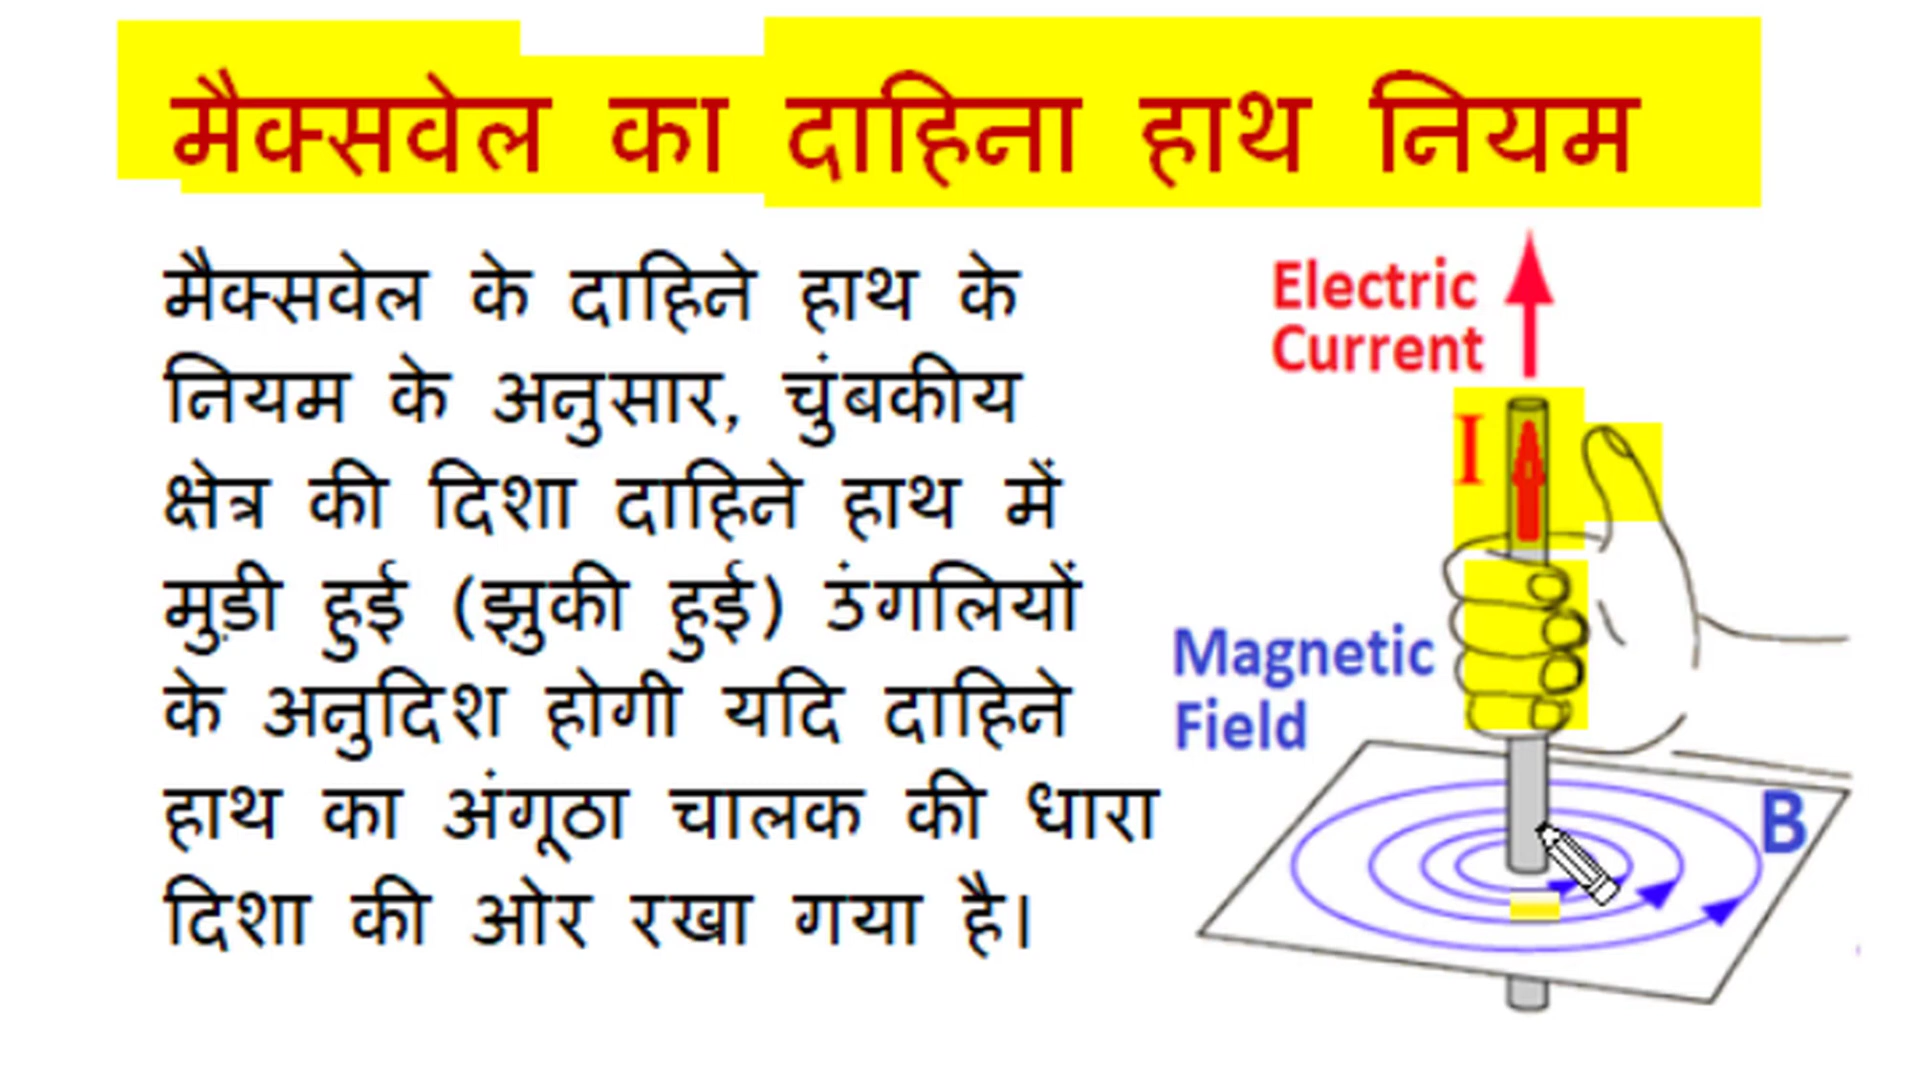 मैक्सवेल का दाहिना हाथ नियम
मैक्सवेल के दाहिने हाथ के
नियम के अनुसार, चुंबकीय
क्षेत्र की दिशा दाहिने हाथ में
मुड़ी हुई (झुकी हुई) उंगलियों
के अनुदिश होगी यदि दाहिने
हाथ का अंगूठा चालक की धारा
दिशा की ओर रखा गया है।
Electric
Current
I
Magnetic
Field
B